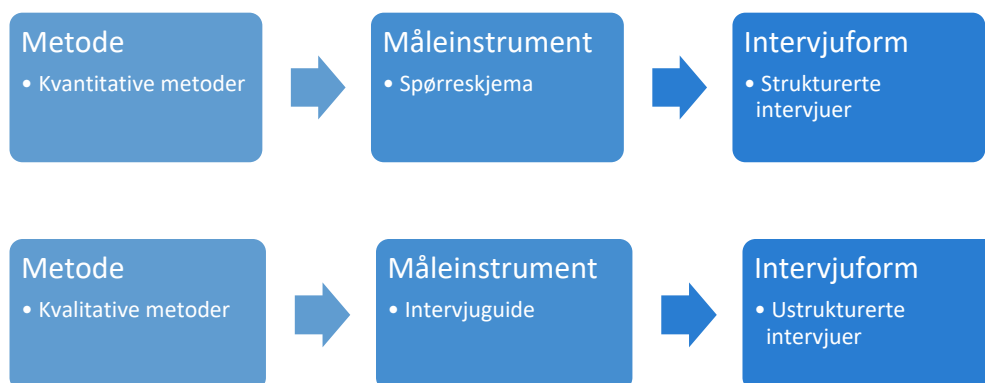 Metode
• Kvantitative metoder
Måleinstrument
• Spørreskjema
Intervjuform
• Strukturerte
intervjuer
Metode
• Kvalitative metoder
Måleinstrument
• Intervjuguide
Intervjuform
• Ustrukturerte
intervjuer